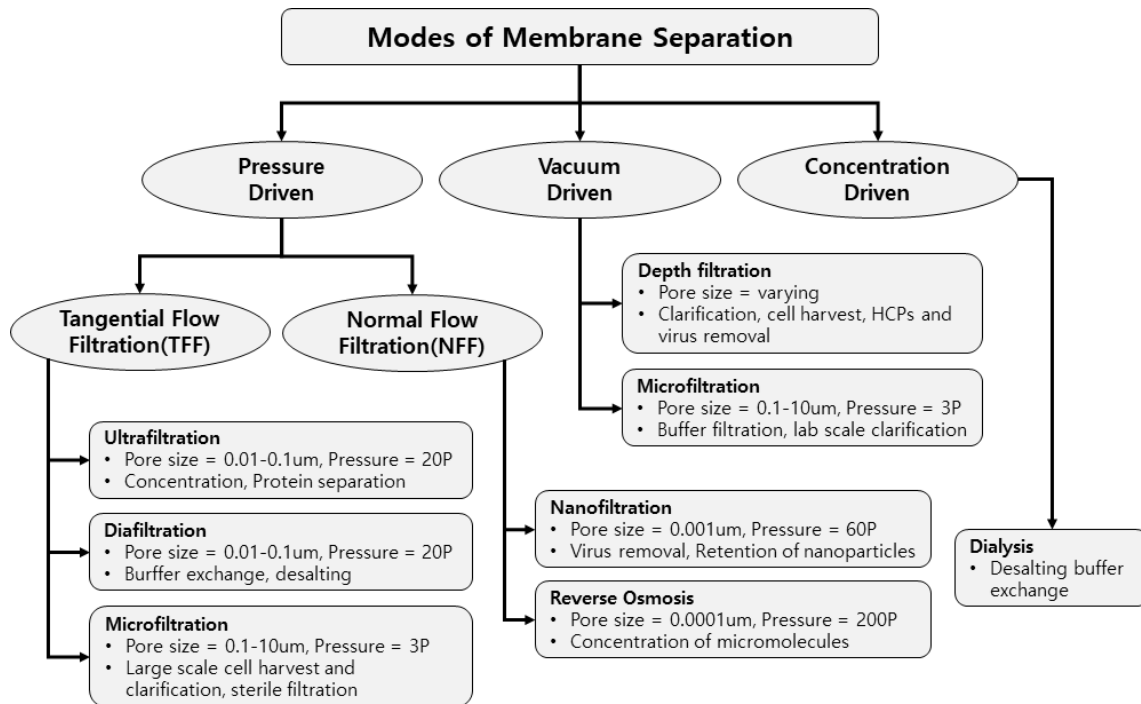 Modes of Membrane Separation
Pressure
Driven
Vacuum
Driven
Concentration
Driven
Tangential Flow
Filtration(TFF)
Normal Flow
Filtration(NFF)
Depth filtration
• Pore size = varying
• Clarification, cell harvest, HCPs and
virus removal
Microfiltration
• Pore size = 0.1-10um, Pressure = 3P
• Buffer filtration, lab scale clarification
Ultrafiltration
• Pore size = 0.01-0.1um, Pressure = 20P
• Concentration, Protein separation
Diafiltration
• Pore size = 0.01-0.1um, Pressure = 20P
• Burffer exchange, desalting
Microfiltration
• Pore size = 0.1-10um, Pressure = 3P
• Large scale cell harvest and
clarification, sterile filtration
Nanofiltration
• Pore size = 0.001um, Pressure = 60P
• Virus removal, Retention of nanoparticles
Reverse Osmosis
• Pore size = 0.0001um, Pressure = 200P
• Concentration of micromolecules
Dialysis
• Desalting buffer
exchange